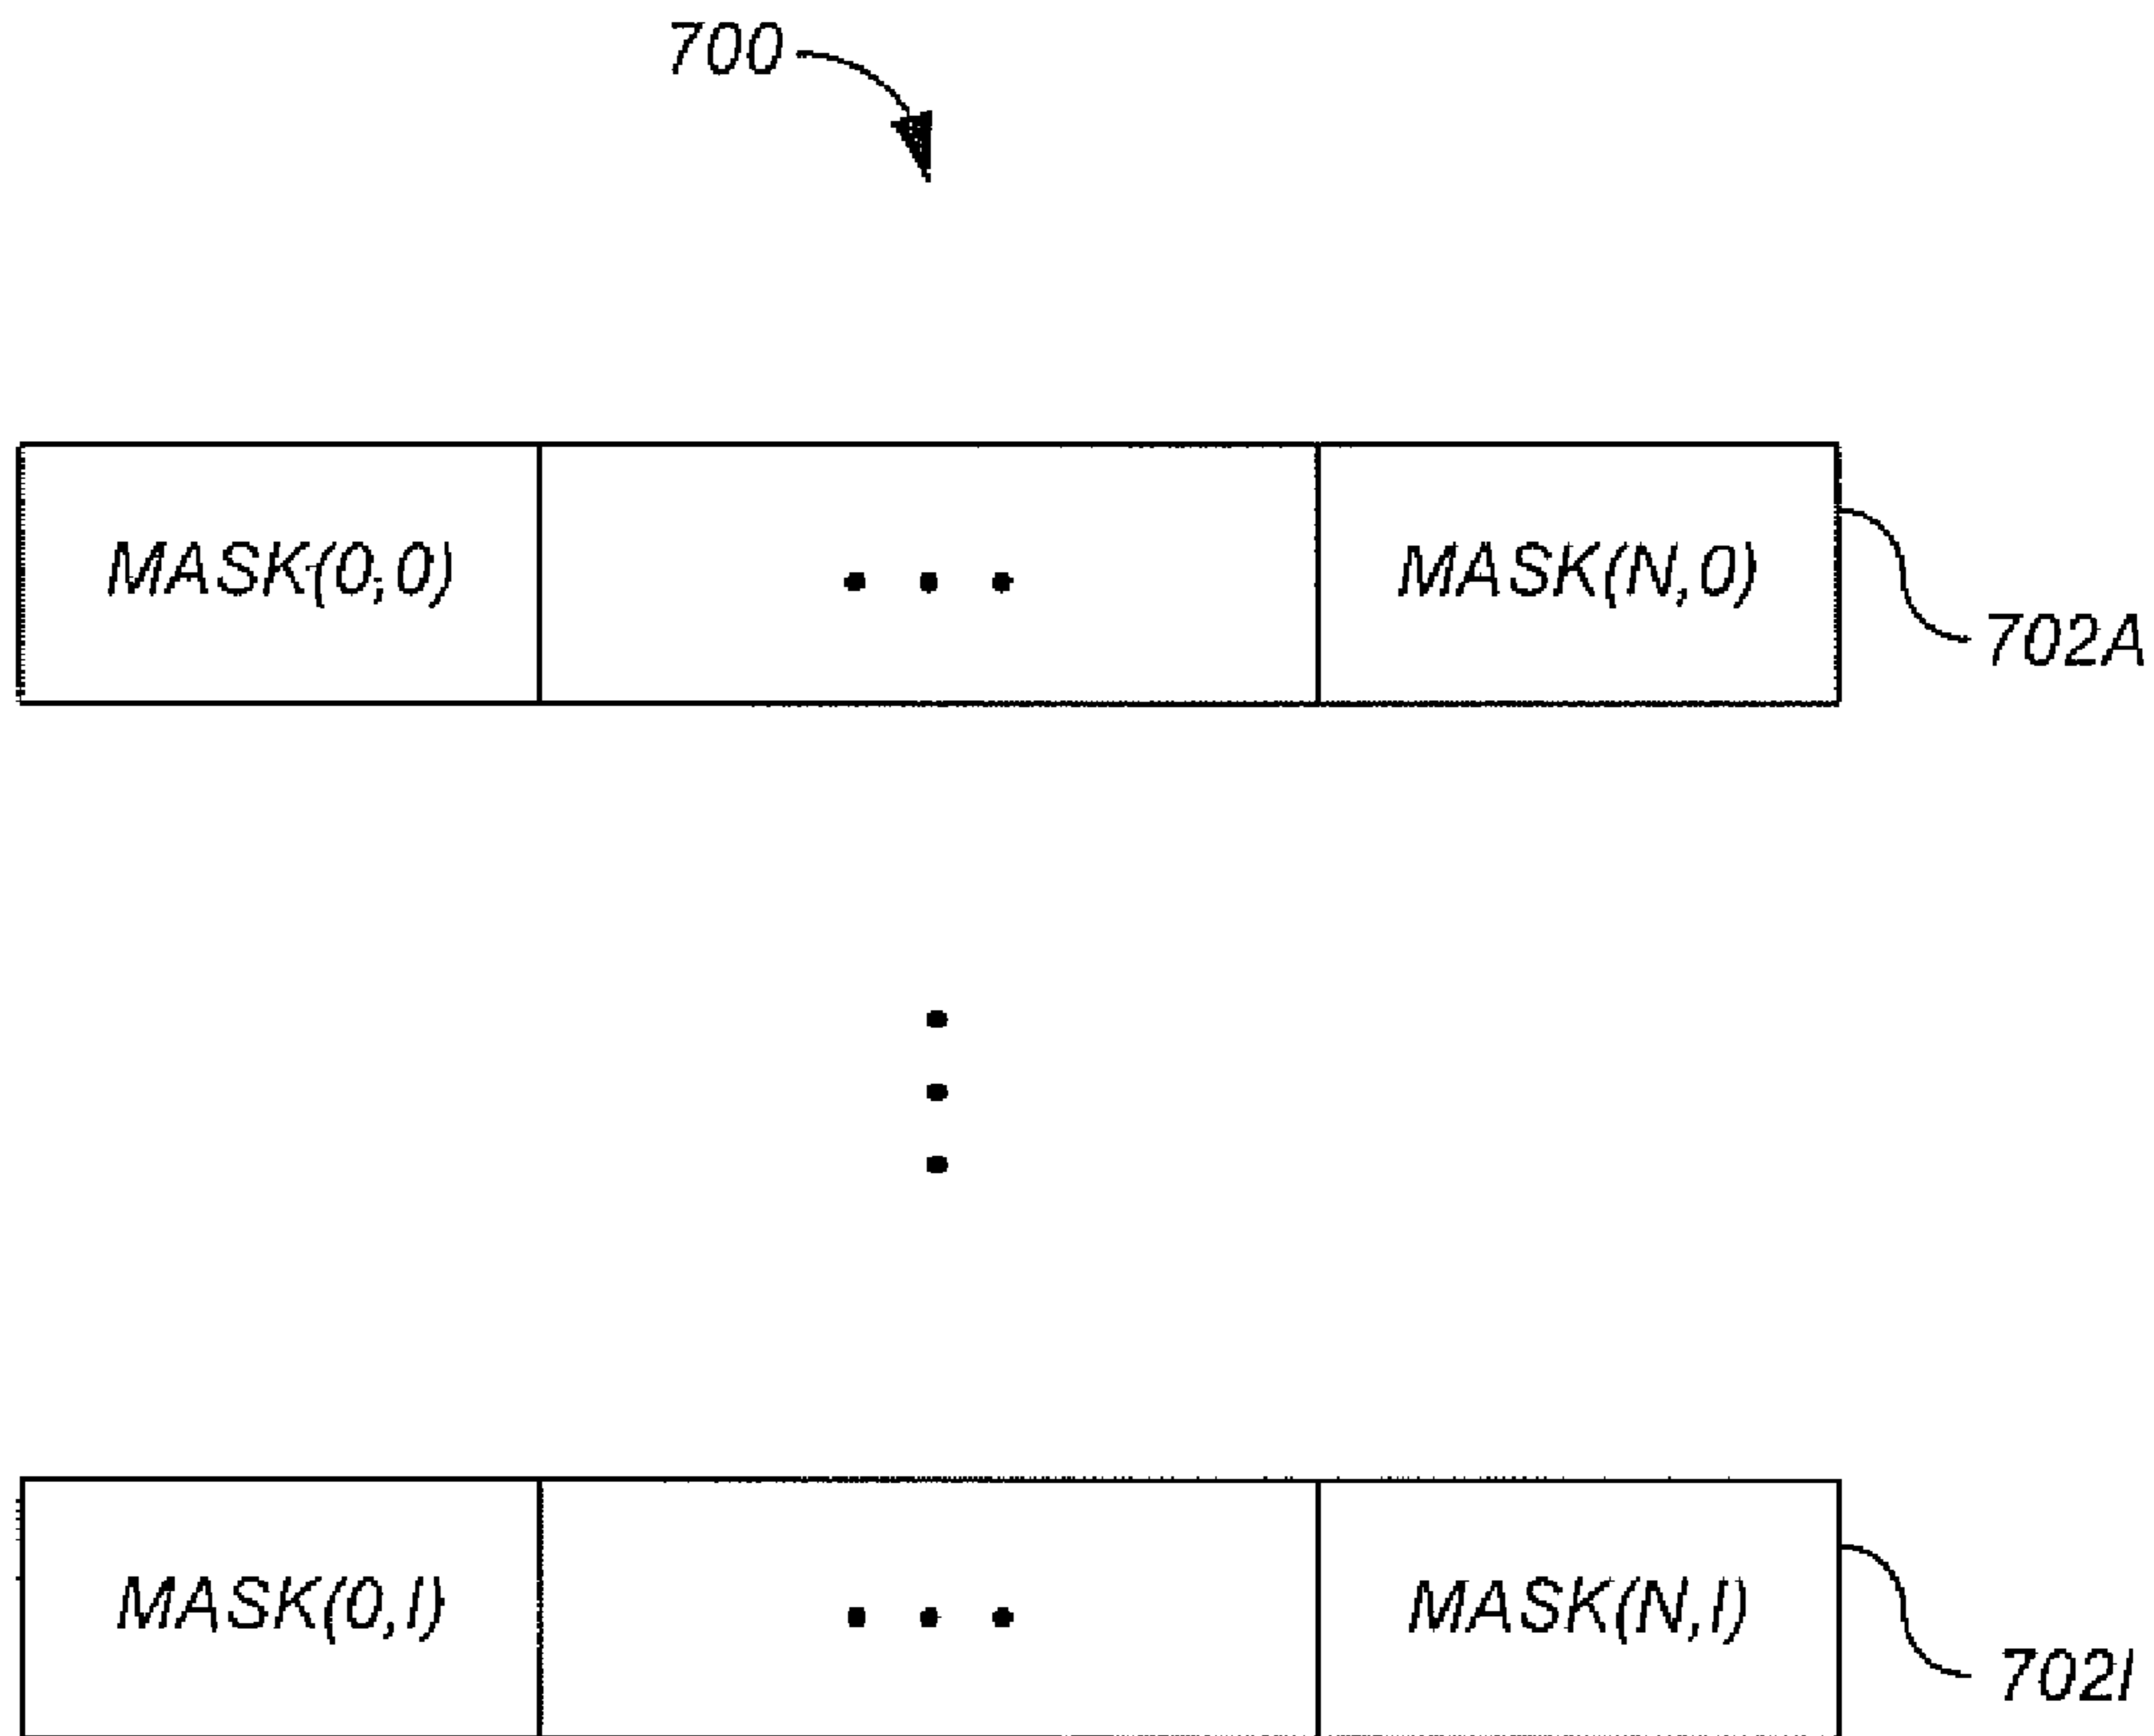 700
MASK(0,0) • • • MASK(N,0)
702A
MASK(0,I) • • • MASK(N,I)
702I